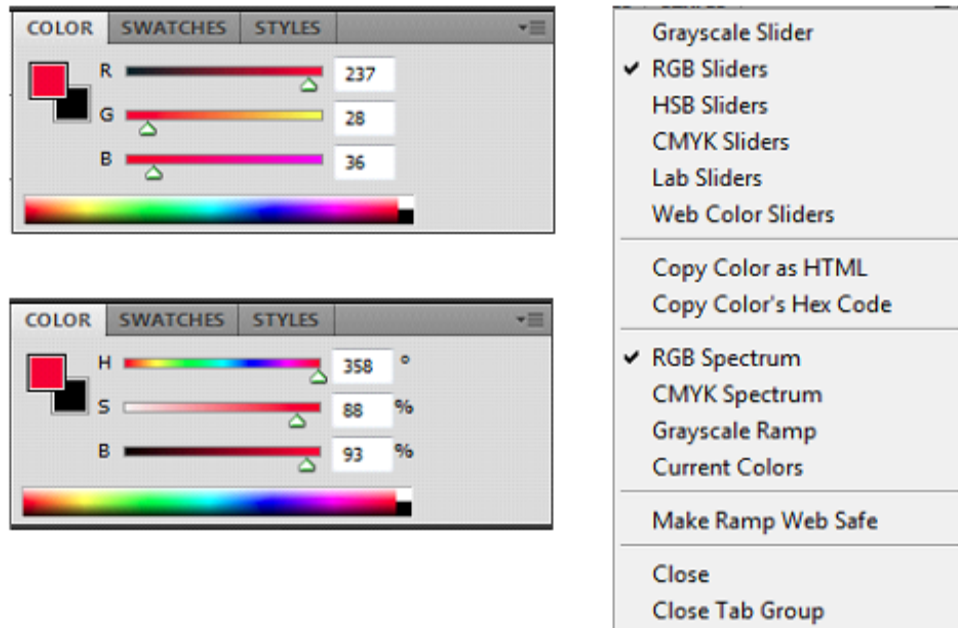 COLOR SWATCHES STYLES
R 237
G 28
B 36
COLOR SWATCHES STYLES
H 358 °
S 88 %
B 93 %
Grayscale Slider
✔ RGB Sliders
HSB Sliders
CMYK Sliders
Lab Sliders
Web Color Sliders
Copy Color as HTML
Copy Color's Hex Code
✔ RGB Spectrum
CMYK Spectrum
Grayscale Ramp
Current Colors
Make Ramp Web Safe
Close
Close Tab Group